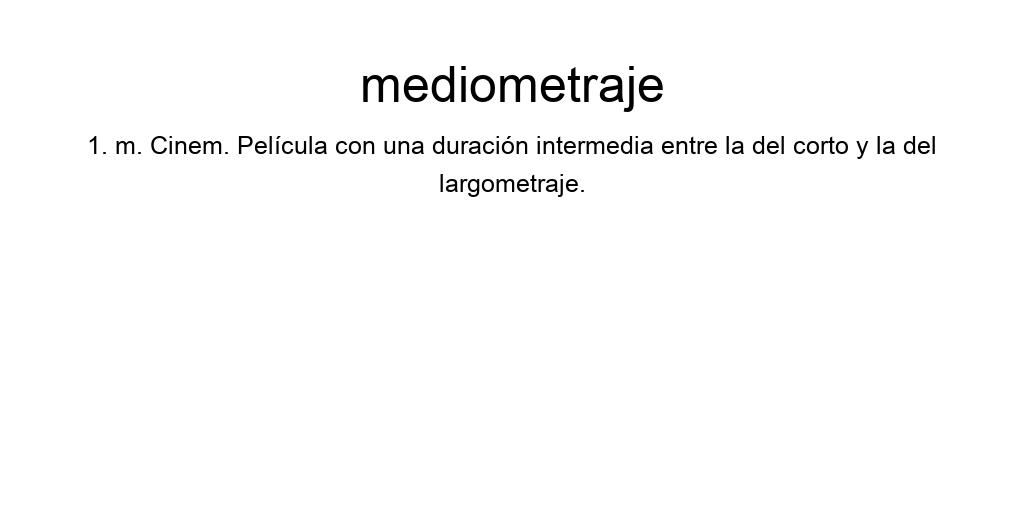 mediometraje
1. m. Cinem. Película con una duración intermedia entre la del corto y la del
largometraje.